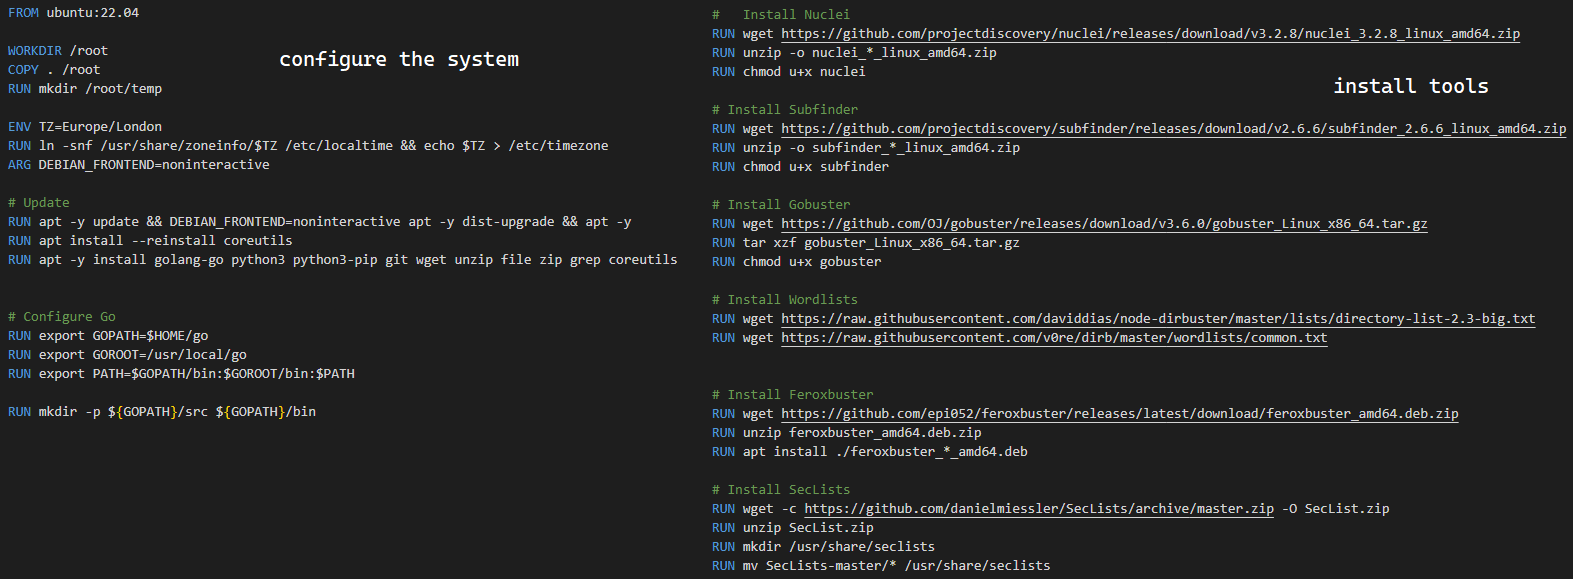 FROM ubuntu:22.04
WORKDIR /root
COPY . /root
RUN mkdir /root/temp
configure the system
ENV TZ=Europe/London
RUN ln -snf /usr/share/zoneinfo/$TZ /etc/localtime && echo $TZ > /etc/timezone
ARG DEBIAN_FRONTEND=noninteractive
# Update
RUN apt -y update && DEBIAN_FRONTEND=noninteractive apt -y dist-upgrade && apt -y
RUN apt install --reinstall coreutils
RUN apt -y install golang-go python3 python3-pip git wget unzip file zip grep coreutils
# Configure Go
RUN export GOPATH=$HOME/go
RUN export GOROOT=/usr/local/go
RUN export PATH=$GOPATH/bin:$GOROOT/bin:$PATH
RUN mkdir -p ${GOPATH}/src ${GOPATH}/bin
#   Install Nuclei
RUN wget https://github.com/projectdiscovery/nuclei/releases/download/v3.2.8/nuclei_3.2.8_linux_amd64.zip
RUN unzip -o nuclei_*_linux_amd64.zip
RUN chmod u+x nuclei
install tools
# Install Subfinder
RUN wget https://github.com/projectdiscovery/subfinder/releases/download/v2.6.6/subfinder_2.6.6_linux_amd64.zip
RUN unzip -o subfinder_*_linux_amd64.zip
RUN chmod u+x subfinder
# Install Gobuster
RUN wget https://github.com/OJ/gobuster/releases/download/v3.6.0/gobuster_Linux_x86_64.tar.gz
RUN tar xzf gobuster_Linux_x86_64.tar.gz
RUN chmod u+x gobuster
# Install Wordlists
RUN wget https://raw.githubusercontent.com/daviddias/node-dirbuster/master/lists/directory-list-2.3-big.txt
RUN wget https://raw.githubusercontent.com/v0re/dirb/master/wordlists/common.txt
# Install Feroxbuster
RUN wget https://github.com/epi052/feroxbuster/releases/latest/download/feroxbuster_amd64.deb.zip
RUN unzip feroxbuster_amd64.deb.zip
RUN apt install ./feroxbuster_*_amd64.deb
# Install SecLists
RUN wget -c https://github.com/danielmiessler/SecLists/archive/master.zip -O SecList.zip
RUN unzip SecList.zip
RUN mkdir /usr/share/seclists
RUN mv SecLists-master/* /usr/share/seclists